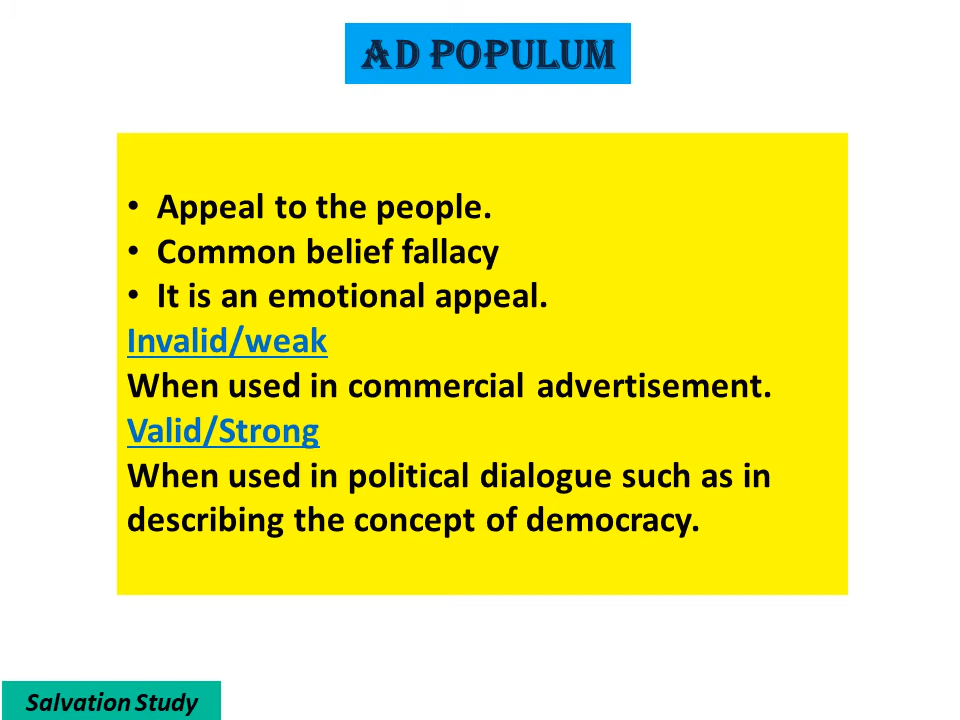 AD POPULUM
• Appeal to the people.
• Common belief fallacy
• It is an emotional appeal.
Invalid/weak
When used in commercial advertisement.
Valid/Strong
When used in political dialogue such as in
describing the concept of democracy.
Salvation Study